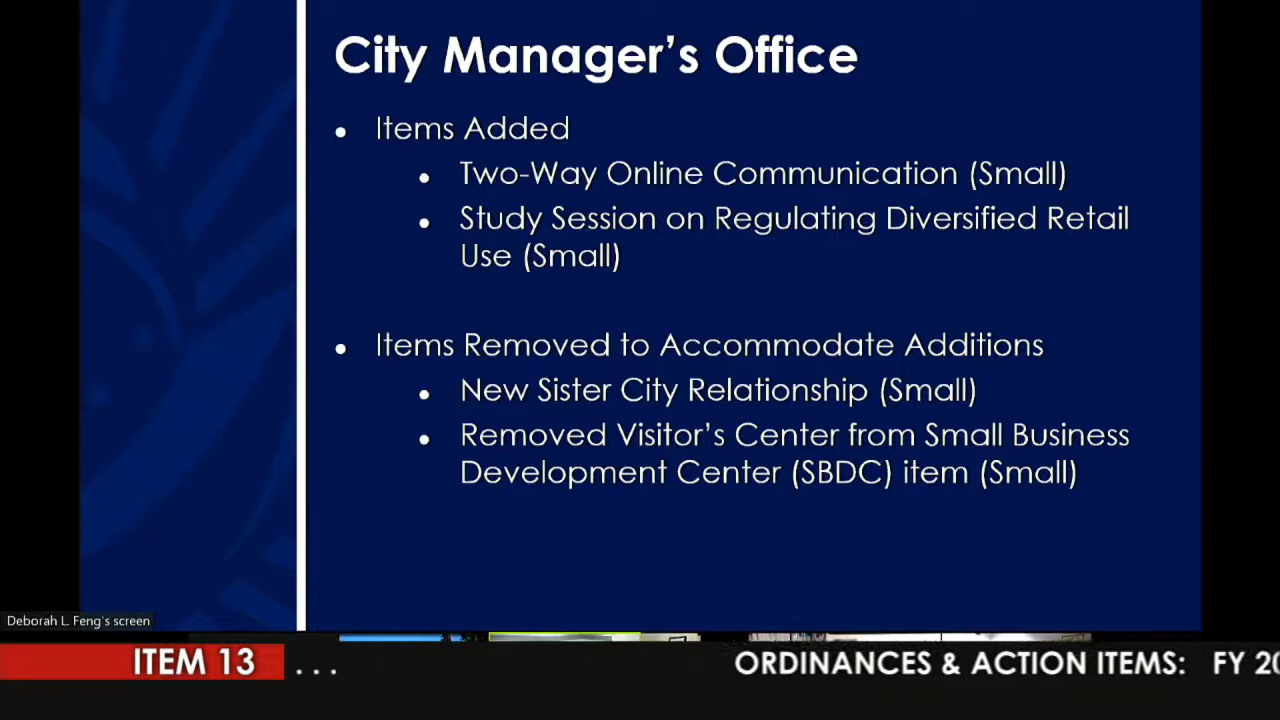 City Manager's Office
• Items Added
• Two-Way Online Communication (Small)
• Study Session on Regulating Diversified Retail
Use (Small)
• Items Removed to Accommodate Additions
• New Sister City Relationship (Small)
• Removed Visitor's Center from Small Business
Development Center (SBDC) item (Small)
Deborah L. Feng's screen
ITEM 13 ... ORDINANCES & ACTION ITEMS: FY 20